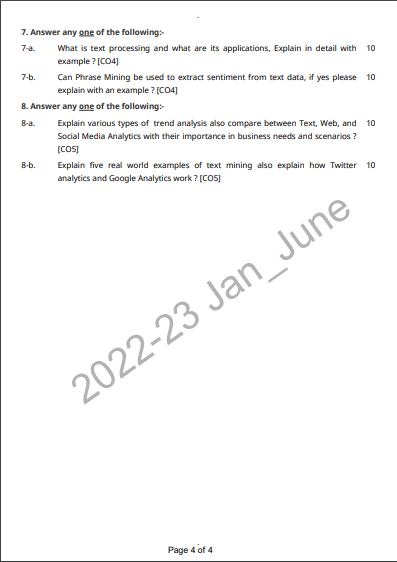 7. Answer any one of the following:-
7-a. What is text processing and what are its applications, Explain in detail with 10
example ? [CO4]
7-b. Can Phrase Mining be used to extract sentiment from text data, if yes please 10
explain with an example ? [CO4]
8. Answer any one of the following:-
8-a. Explain various types of trend analysis also compare between Text, Web, and 10
Social Media Analytics with their importance in business needs and scenarios ?
[CO5]
8-b. Explain five real world examples of text mining also explain how Twitter 10
analytics and Google Analytics work ? [CO5]
2022-23 Jan_June
Page 4 of 4